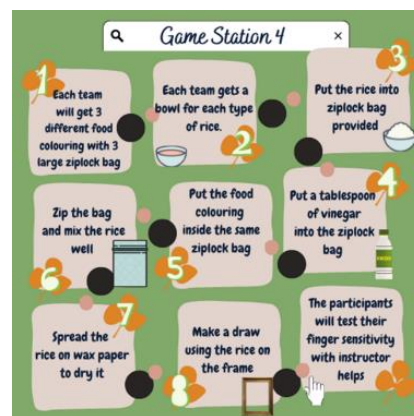 Game Station 4
1
Each team
will get 3
different food
colouring with 3
large ziplock bag
Each team gets a
bowl for each type
of rice.
2
3
Put the rice into
ziplock bag
provided
4
Put a tablespoon
of vinegar
into the ziplock
bag
Put the food
colouring
inside the same
ziplock bag
5
Zip the bag
and mix the rice
well
6
7
Spread the
rice on wax paper
to dry it
Make a draw
using the rice on
the frame
8
The participants
will test their
finger sensitivity
with instructor
helps